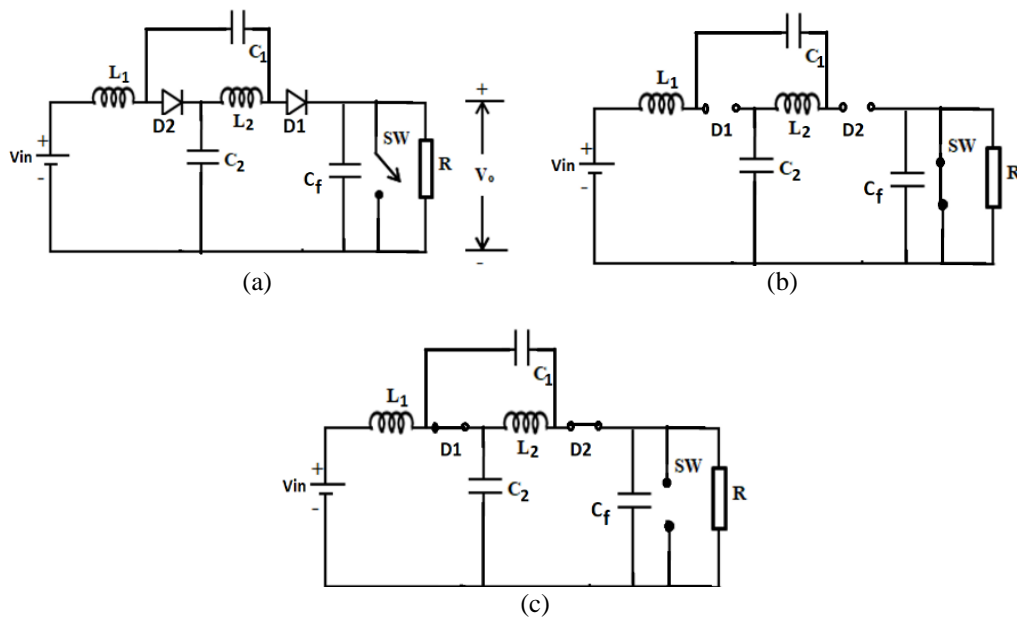 C1
L1
D2
L2
D1
+
Vin
-
C2
Cf
SW
R
+
Vo
-
(a)
C1
L1
D1
L2
D2
+
Vin
-
C2
Cf
SW
R
(b)
C1
L1
D1
L2
D2
+
Vin
-
C2
Cf
SW
R
(c)